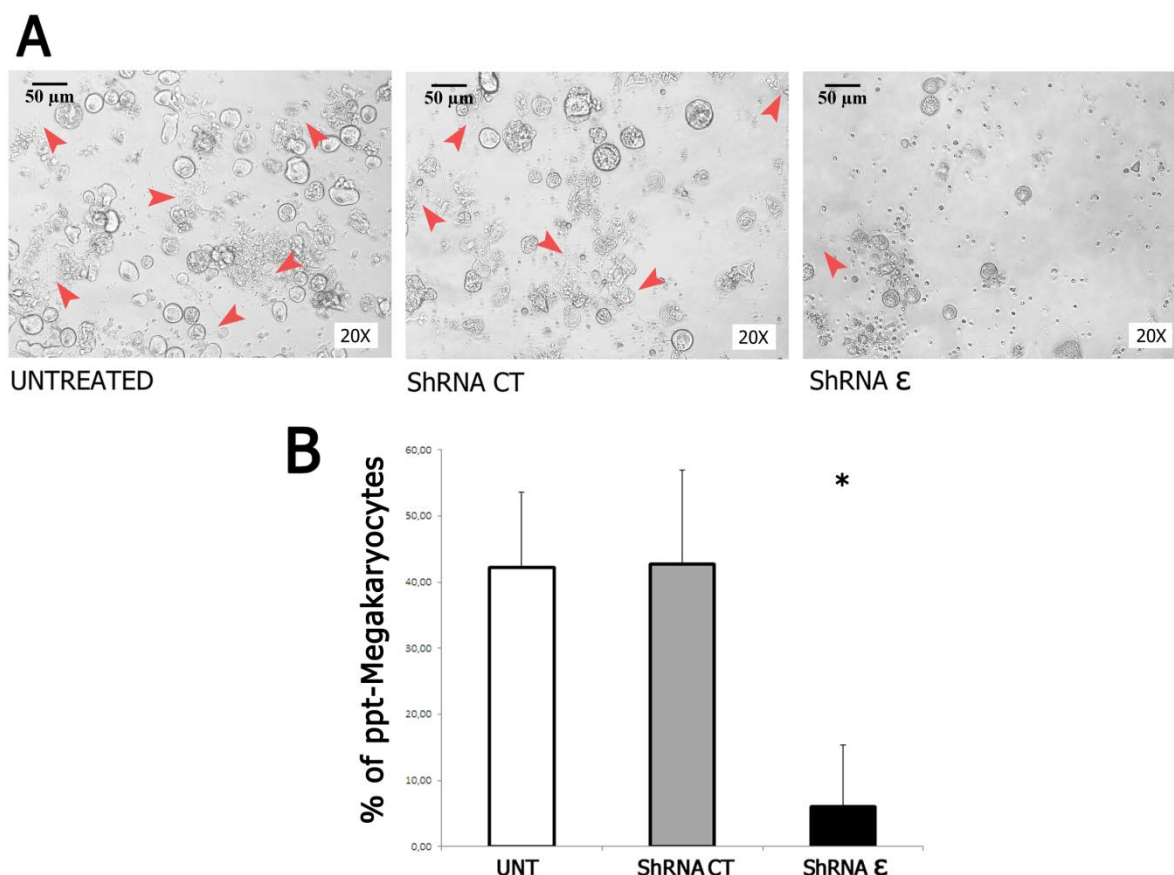 A
50 µm
50 µm
50 µm
20X
20X
20X
UNTREATED
ShRNA CT
ShRNA ε
B
% of ppt-Megakaryocytes
60,00
50,00
40,00
30,00
20,00
10,00
0,00
*
UNT
ShRNA CT
ShRNA ε